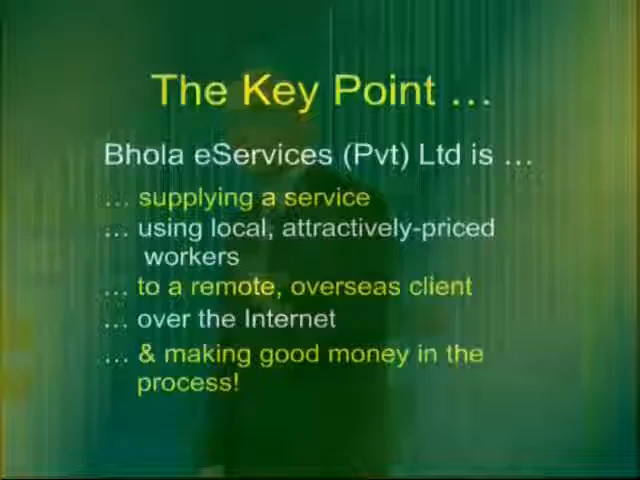 The Key Point …
Bhola eServices (Pvt) Ltd is …
… supplying a service
… using local, attractively-priced
workers
… to a remote, overseas client
… over the Internet
… & making good money in the
process!